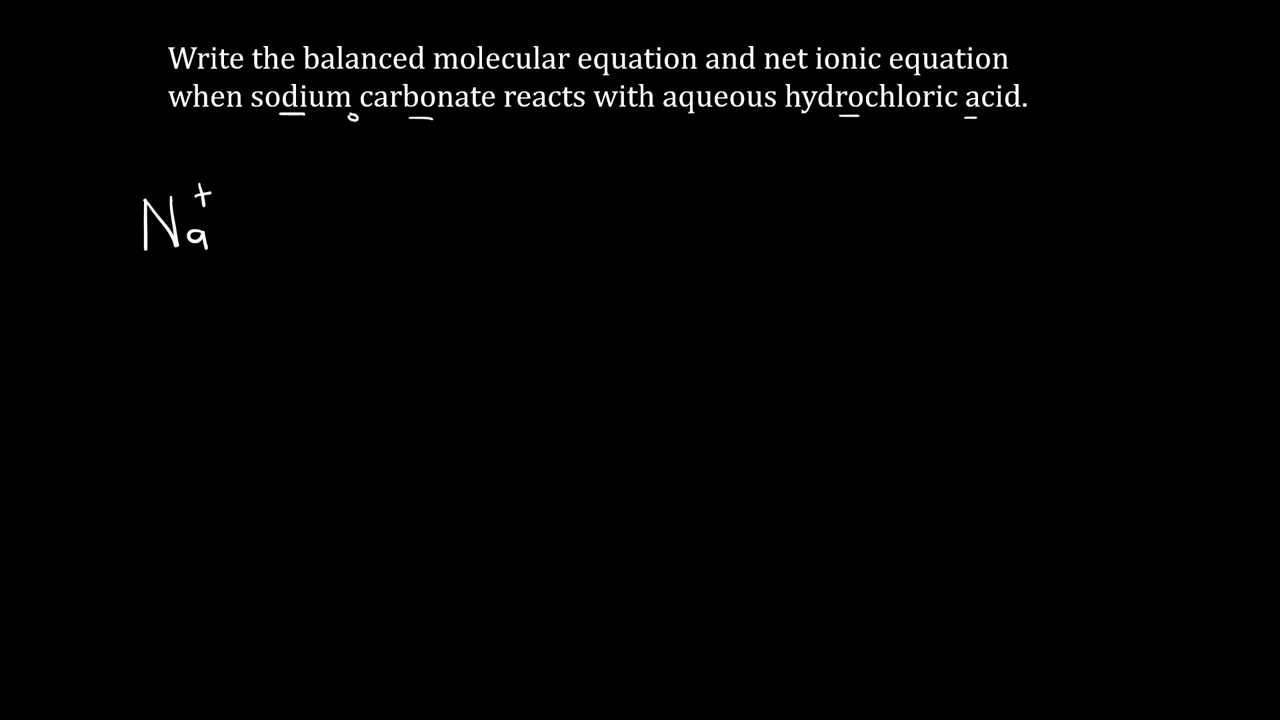 Write the balanced molecular equation and net ionic equation
when sodium carbonate reacts with aqueous hydrochloric acid.
Na⁺